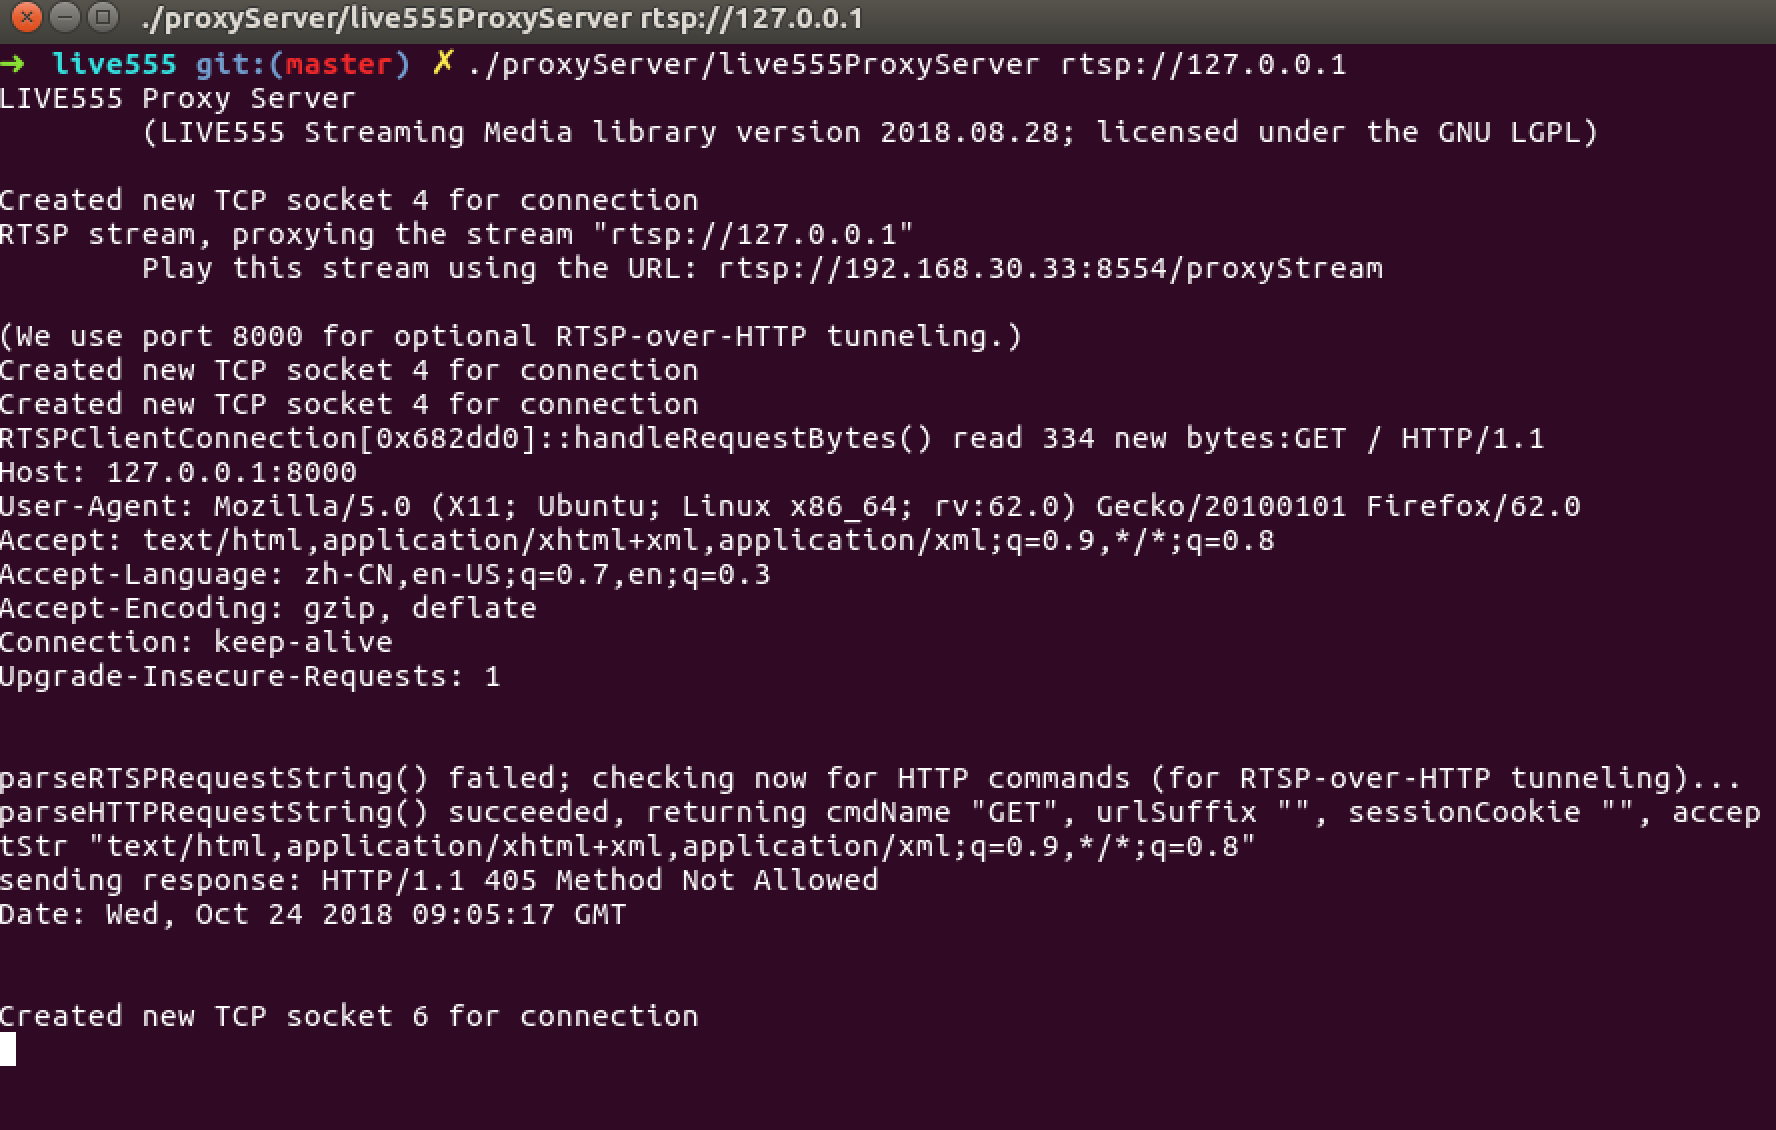 ./proxyServer/live555ProxyServer rtsp://127.0.0.1
➜ live555 git:(master) ✗ ./proxyServer/live555ProxyServer rtsp://127.0.0.1
LIVE555 Proxy Server
(LIVE555 Streaming Media library version 2018.08.28; licensed under the GNU LGPL)
Created new TCP socket 4 for connection
RTSP stream, proxying the stream "rtsp://127.0.0.1"
Play this stream using the URL: rtsp://192.168.30.33:8554/proxyStream
(We use port 8000 for optional RTSP-over-HTTP tunneling.)
Created new TCP socket 4 for connection
Created new TCP socket 4 for connection
RTSPClientConnection[0x682dd0]::handleRequestBytes() read 334 new bytes:GET / HTTP/1.1
Host: 127.0.0.1:8000
User-Agent: Mozilla/5.0 (X11; Ubuntu; Linux x86_64; rv:62.0) Gecko/20100101 Firefox/62.0
Accept: text/html,application/xhtml+xml,application/xml;q=0.9,*/*;q=0.8
Accept-Language: zh-CN,en-US;q=0.7,en;q=0.3
Accept-Encoding: gzip, deflate
Connection: keep-alive
Upgrade-Insecure-Requests: 1
parseRTSPRequestString() failed; checking now for HTTP commands (for RTSP-over-HTTP tunneling)...
parseHTTPRequestString() succeeded, returning cmdName "GET", urlSuffix "", sessionCookie "", accep
tStr "text/html,application/xhtml+xml,application/xml;q=0.9,*/*;q=0.8"
sending response: HTTP/1.1 405 Method Not Allowed
Date: Wed, Oct 24 2018 09:05:17 GMT
Created new TCP socket 6 for connection